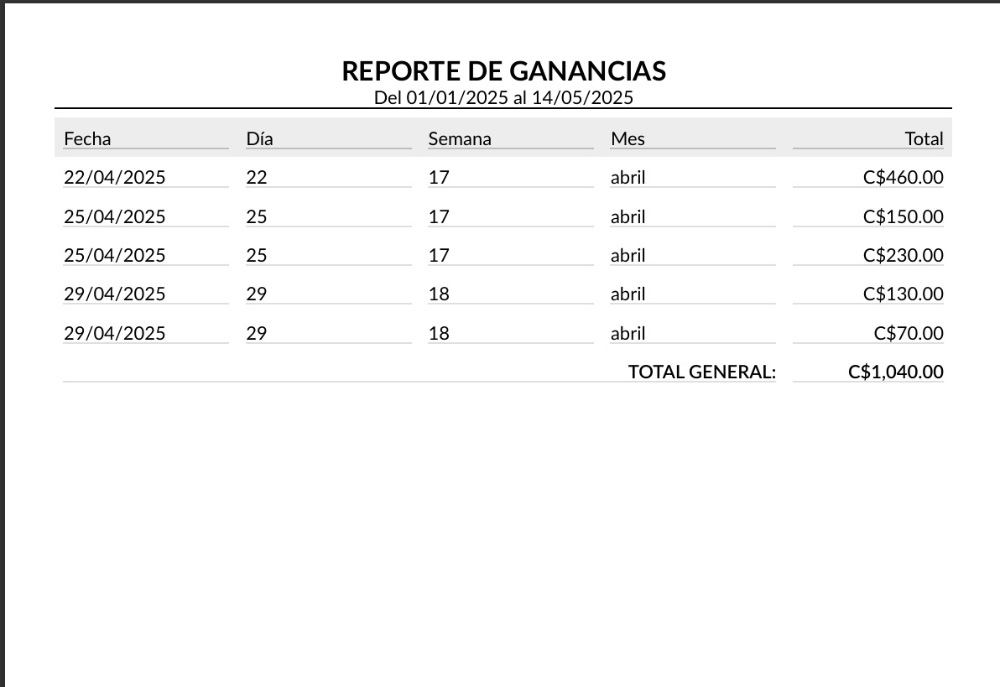 REPORTE DE GANANCIAS
Del 01/01/2025 al 14/05/2025
Fecha Día Semana Mes Total
22/04/2025 22 17 abril C$460.00
25/04/2025 25 17 abril C$150.00
25/04/2025 25 17 abril C$230.00
29/04/2025 29 18 abril C$130.00
29/04/2025 29 18 abril C$70.00
TOTAL GENERAL: C$1,040.00